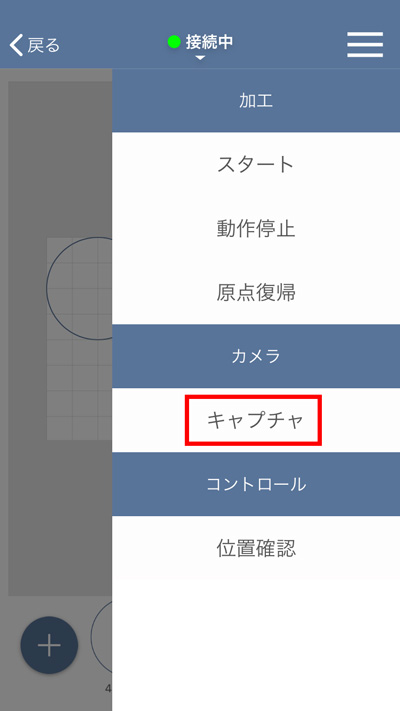 戻る
接続中
加工
スタート
動作停止
原点復帰
カメラ
キャプチャ
コントロール
位置確認
4